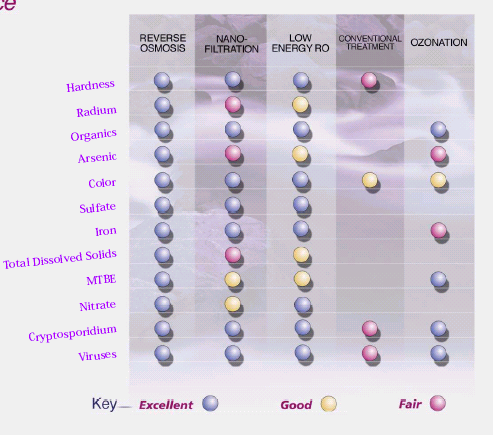 ce
REVERSE
OSMOSIS
NANO-
FILTRATION
LOW
ENERGY RO
CONVENTIONAL
TREATMENT
OZONATION
Hardness
Radium
Organics
Arsenic
Color
Sulfate
Iron
Total Dissolved Solids
MTBE
Nitrate
Cryptosporidium
Viruses
Key Excellent Good Fair